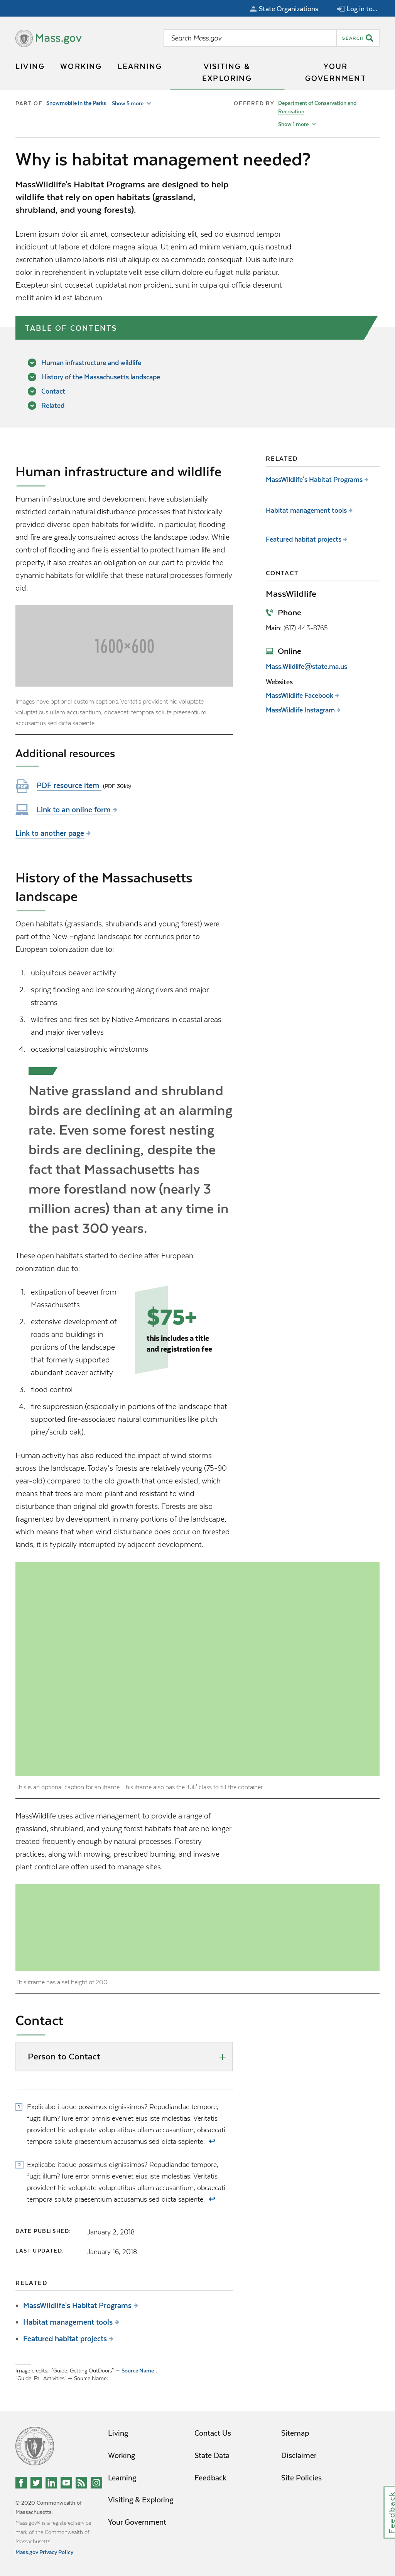 State Organizations
Log in to...
Mass.gov
Search Mass.gov
SEARCH
LIVING
WORKING
LEARNING
VISITING &
EXPLORING
YOUR
GOVERNMENT
PART OF Snowmobile in the Parks Show 5 more
OFFERED BY Department of Conservation and
Recreation
Show 1 more
Why is habitat management needed?
MassWildlife's Habitat Programs are designed to help
wildlife that rely on open habitats (grassland,
shrubland, and young forests).
Lorem ipsum dolor sit amet, consectetur adipisicing elit, sed do eiusmod tempor
incididunt ut labore et dolore magna aliqua. Ut enim ad minim veniam, quis nostrud
exercitation ullamco laboris nisi ut aliquip ex ea commodo consequat. Duis aute irure
dolor in reprehenderit in voluptate velit esse cillum dolore eu fugiat nulla pariatur.
Excepteur sint occaecat cupidatat non proident, sunt in culpa qui officia deserunt
mollit anim id est laborum.
TABLE OF CONTENTS
Human infrastructure and wildlife
History of the Massachusetts landscape
Contact
Related
Human infrastructure and wildlife
Human infrastructure and development have substantially
restricted certain natural disturbance processes that historically
provided diverse open habitats for wildlife. In particular, flooding
and fire are greatly constrained on our landscape today. While
control of flooding and fire is essential to protect human life and
property, it also creates an obligation on our part to provide the
dynamic habitats for wildlife that these natural processes formerly
did.
1600×600
Images have optional custom captions. Veritatis provident hic voluptate
voluptatibus ullam accusantium, obcaecati tempora soluta praesentium
accusamus sed dicta sapiente.
Additional resources
PDF resource item (PDF 30kb)
Link to an online form
Link to another page
RELATED
MassWildlife's Habitat Programs
Habitat management tools
Featured habitat projects
CONTACT
MassWildlife
Phone
Main: (617) 443-8765
Online
Mass.Wildlife@state.ma.us
Websites
MassWildlife Facebook
MassWildlife Instagram
History of the Massachusetts
landscape
Open habitats (grasslands, shrublands and young forest) were
part of the New England landscape for centuries prior to
European colonization due to:
1. ubiquitous beaver activity
2. spring flooding and ice scouring along rivers and major
streams
3. wildfires and fires set by Native Americans in coastal areas
and major river valleys
4. occasional catastrophic windstorms
Native grassland and shrubland
birds are declining at an alarming
rate. Even some forest nesting
birds are declining, despite the
fact that Massachusetts has
more forestland now (nearly 3
million acres) than at any time in
the past 300 years.
These open habitats started to decline after European
colonization due to:
1. extirpation of beaver from
Massachusetts
2. extensive development of
roads and buildings in
portions of the landscape
that formerly supported
abundant beaver activity
$75+
this includes a title
and registration fee
3. flood control
4. fire suppression (especially in portions of the landscape that
supported fire-associated natural communities like pitch
pine/scrub oak).
Human activity has also reduced the impact of wind storms
across the landscape. Today's forests are relatively young (75-90
year-old) compared to the old growth that once existed, which
means that trees are more pliant and resistant to wind
disturbance than original old growth forests. Forests are also
fragmented by development in many portions of the landscape,
which means that when wind disturbance does occur on forested
lands, it is typically interrupted by adjacent development.
This is an optional caption for an iframe. This iframe also has the 'full' class to fill the container.
MassWildlife uses active management to provide a range of
grassland, shrubland, and young forest habitats that are no longer
created frequently enough by natural processes. Forestry
practices, along with mowing, prescribed burning, and invasive
plant control are often used to manage sites.
This iframe has a set height of 200.
Contact
Person to Contact
1 Explicabo itaque possimus dignissimos? Repudiandae tempore,
fugit illum? Iure error omnis eveniet eius iste molestias. Veritatis
provident hic voluptate voluptatibus ullam accusantium, obcaecati
tempora soluta praesentium accusamus sed dicta sapiente. ↩
2 Explicabo itaque possimus dignissimos? Repudiandae tempore,
fugit illum? Iure error omnis eveniet eius iste molestias. Veritatis
provident hic voluptate voluptatibus ullam accusantium, obcaecati
tempora soluta praesentium accusamus sed dicta sapiente. ↩
DATE PUBLISHED: January 2, 2018
LAST UPDATED: January 16, 2018
RELATED
MassWildlife's Habitat Programs
Habitat management tools
Featured habitat projects
Image credits: "Guide: Getting OutDoors" — Source Name ,
"Guide: Fall Activities" — Source Name,
Living
Working
Learning
Visiting & Exploring
Your Government
Contact Us
State Data
Feedback
Sitemap
Disclaimer
Site Policies
© 2020 Commonwealth of
Massachusetts.
Mass.gov® is a registered service
mark of the Commonwealth of
Massachusetts.
Mass.gov Privacy Policy
Feedback